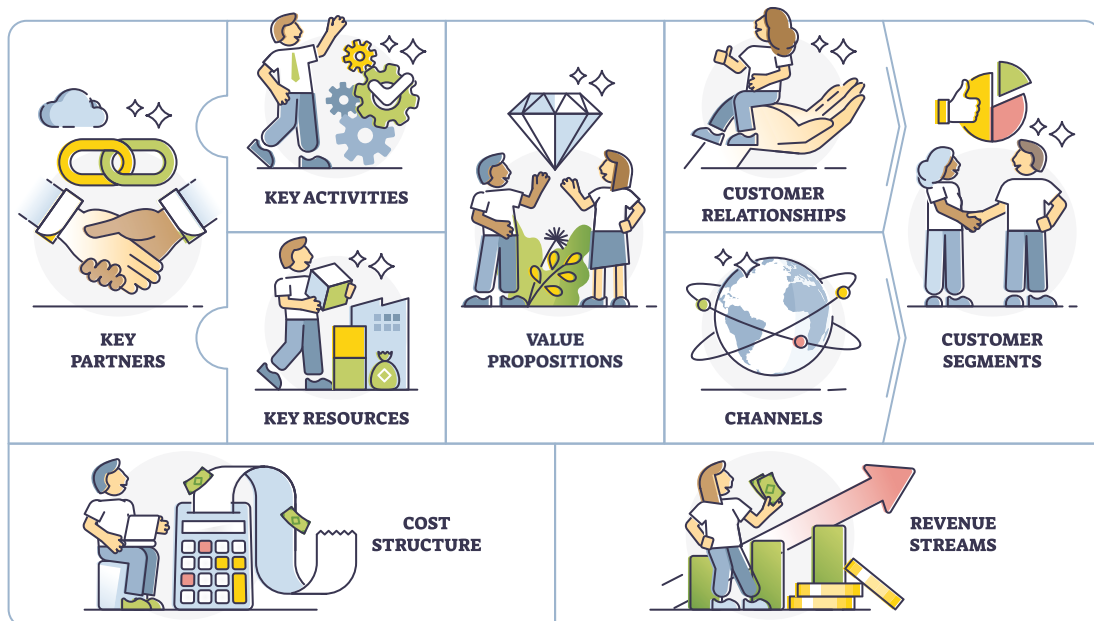 KEY
PARTNERS
KEY ACTIVITIES
KEY RESOURCES
VALUE
PROPOSITIONS
CUSTOMER
RELATIONSHIPS
CHANNELS
CUSTOMER
SEGMENTS
COST
STRUCTURE
REVENUE
STREAMS